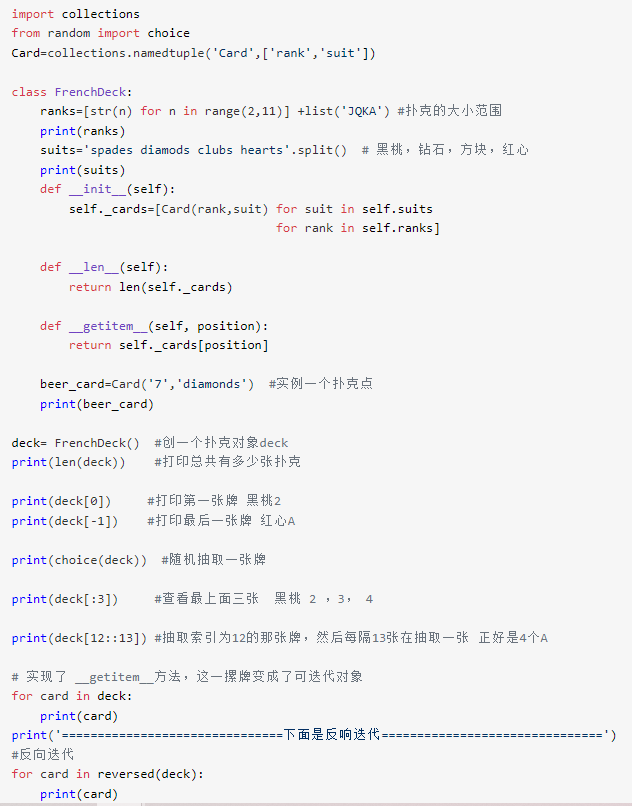 import collections
from random import choice
Card=collections.namedtuple('Card',['rank','suit'])
class FrenchDeck:
ranks=[str(n) for n in range(2,11)] +list('JQKA') #扑克的大小范围
print(ranks)
suits='spades diamods clubs hearts'.split()  # 黑桃，钻石，方块，红心
print(suits)
def __init__(self):
self._cards=[Card(rank,suit) for suit in self.suits
for rank in self.ranks]
def __len__(self):
return len(self._cards)
def __getitem__(self, position):
return self._cards[position]
beer_card=Card('7','diamonds')  #实例一个扑克点
print(beer_card)
deck= FrenchDeck()  #创一个扑克对象deck
print(len(deck))    #打印总共有多少张扑克
print(deck[0])     #打印第一张牌 黑桃2
print(deck[-1])    #打印最后一张牌 红心A
print(choice(deck))  #随机抽取一张牌
print(deck[:3])     #查看最上面三张  黑桃 2 ，3， 4
print(deck[12::13]) #抽取索引为12的那张牌，然后每隔13张在抽取一张 正好是4个A
# 实现了 __getitem__方法，这一摞牌变成了可迭代对象
for card in deck:
print(card)
print('===============================下面是反响迭代===============================')
#反向迭代
for card in reversed(deck):
print(card)